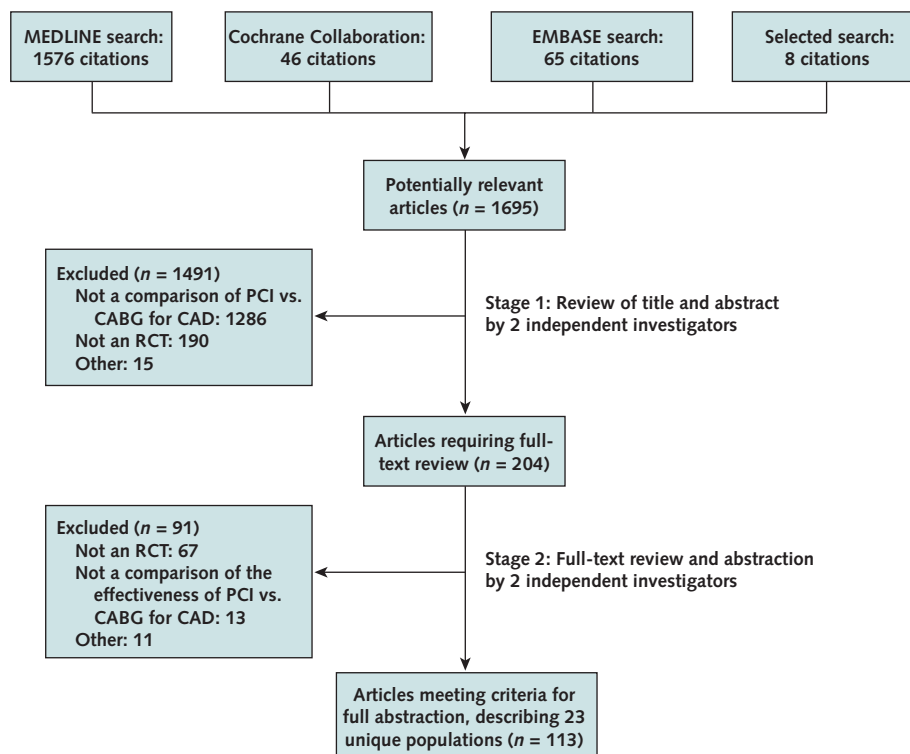 MEDLINE search:
1576 citations
Cochrane Collaboration:
46 citations
EMBASE search:
65 citations
Selected search:
8 citations
Potentially relevant
articles (n = 1695)
Excluded (n = 1491)
Not a comparison of PCI vs.
CABG for CAD: 1286
Not an RCT: 190
Other: 15
Stage 1: Review of title and abstract
by 2 independent investigators
Articles requiring full-
text review (n = 204)
Excluded (n = 91)
Not an RCT: 67
Not a comparison of the
effectiveness of PCI vs.
CABG for CAD: 13
Other: 11
Stage 2: Full-text review and abstraction
by 2 independent investigators
Articles meeting criteria for
full abstraction, describing 23
unique populations (n = 113)